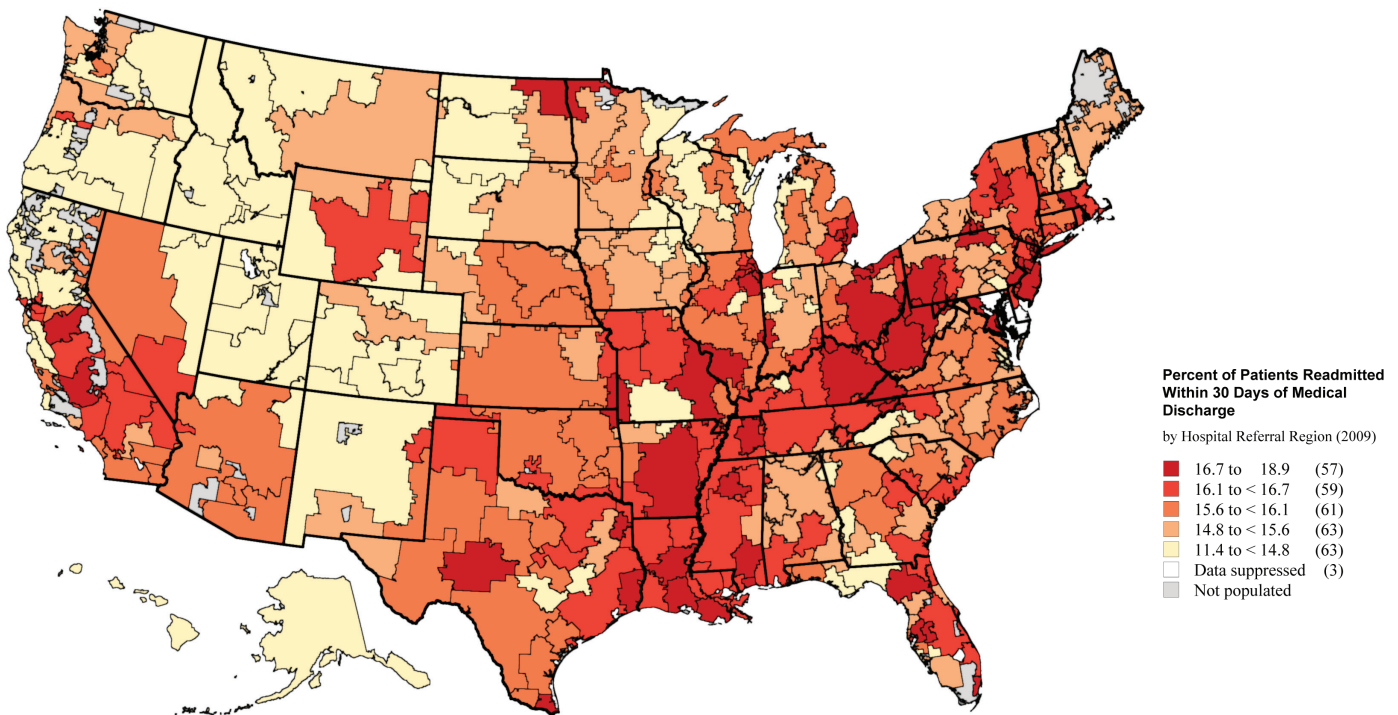 Percent of Patients Readmitted
Within 30 Days of Medical
Discharge
by Hospital Referral Region (2009)
16.7 to 18.9 (57)
16.1 to < 16.7 (59)
15.6 to < 16.1 (61)
14.8 to < 15.6 (63)
11.4 to < 14.8 (63)
Data suppressed (3)
Not populated